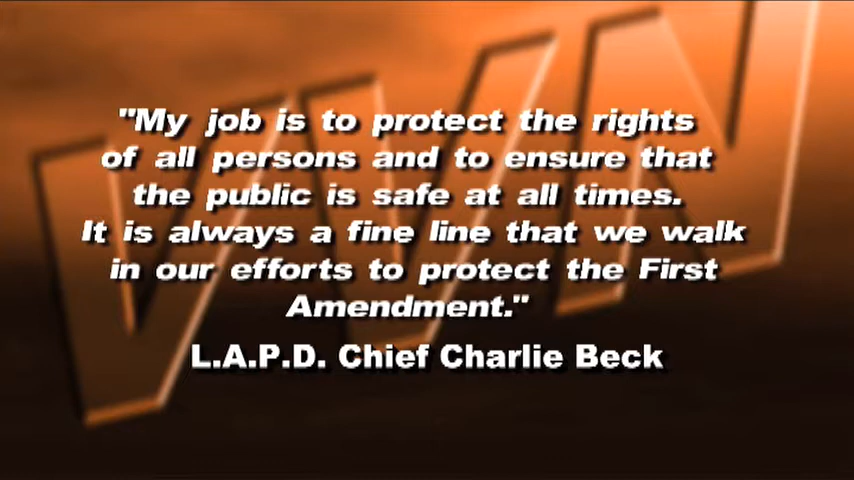 "My job is to protect the rights
of all persons and to ensure that
the public is safe at all times.
It is always a fine line that we walk
in our efforts to protect the First
Amendment."
L.A.P.D. Chief Charlie Beck
VVN